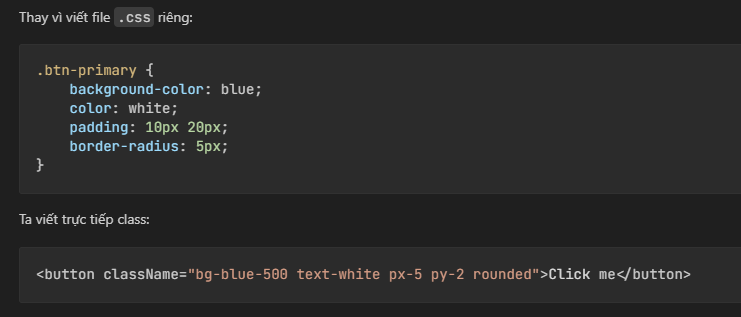 Thay vì viết file .css riêng:
.btn-primary {
    background-color: blue;
    color: white;
    padding: 10px 20px;
    border-radius: 5px;
}
Ta viết trực tiếp class:
<button className="bg-blue-500 text-white px-5 py-2 rounded">Click me</button>